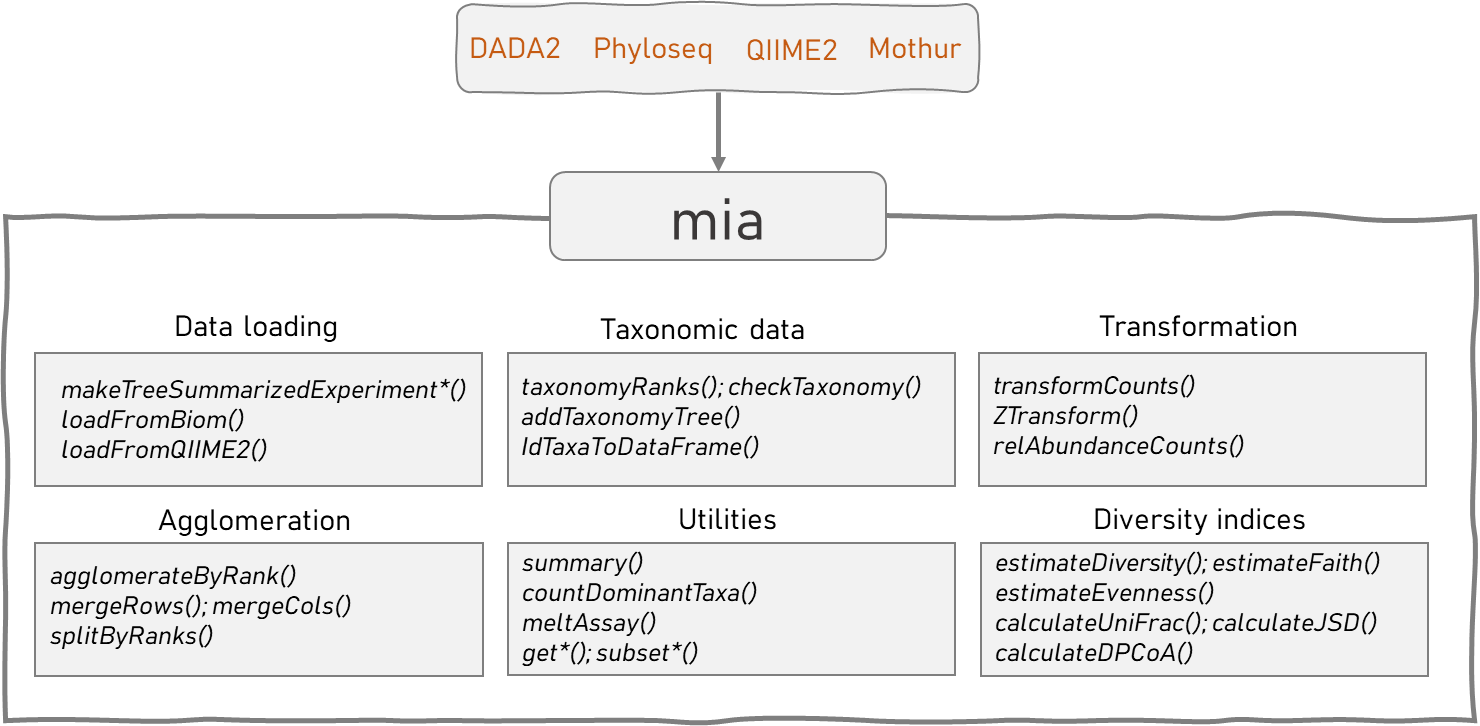 DADA2 Phyloseq QIIME2 Mothur
mia
Data loading
makeTreeSummarizedExperiment*()
loadFromBiom()
loadFromQIIME2()
Taxonomic data
taxonomyRanks(); checkTaxonomy()
addTaxonomyTree()
IdTaxaToDataFrame()
Transformation
transformCounts()
ZTransform()
relAbundanceCounts()
Agglomeration
agglomerateByRank()
mergeRows(); mergeCols()
splitByRanks()
Utilities
summary()
countDominantTaxa()
meltAssay()
get*(); subset*()
Diversity indices
estimateDiversity(); estimateFaith()
estimateEvenness()
calculateUniFrac(); calculateJSD()
calculateDPCoA()